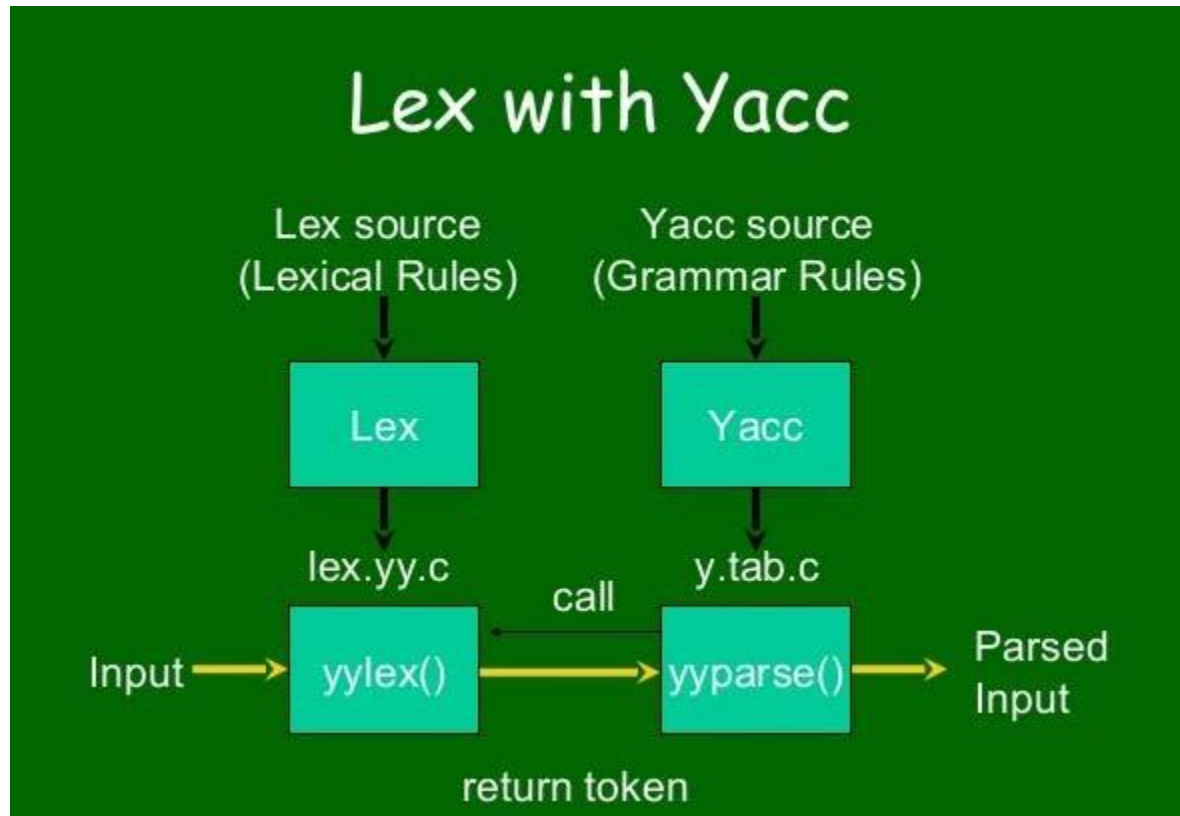 Lex with Yacc
Lex source
(Lexical Rules)
Yacc source
(Grammar Rules)
Lex
Yacc
lex.yy.c
y.tab.c
call
Input
yylex()
yyparse()
Parsed
Input
return token